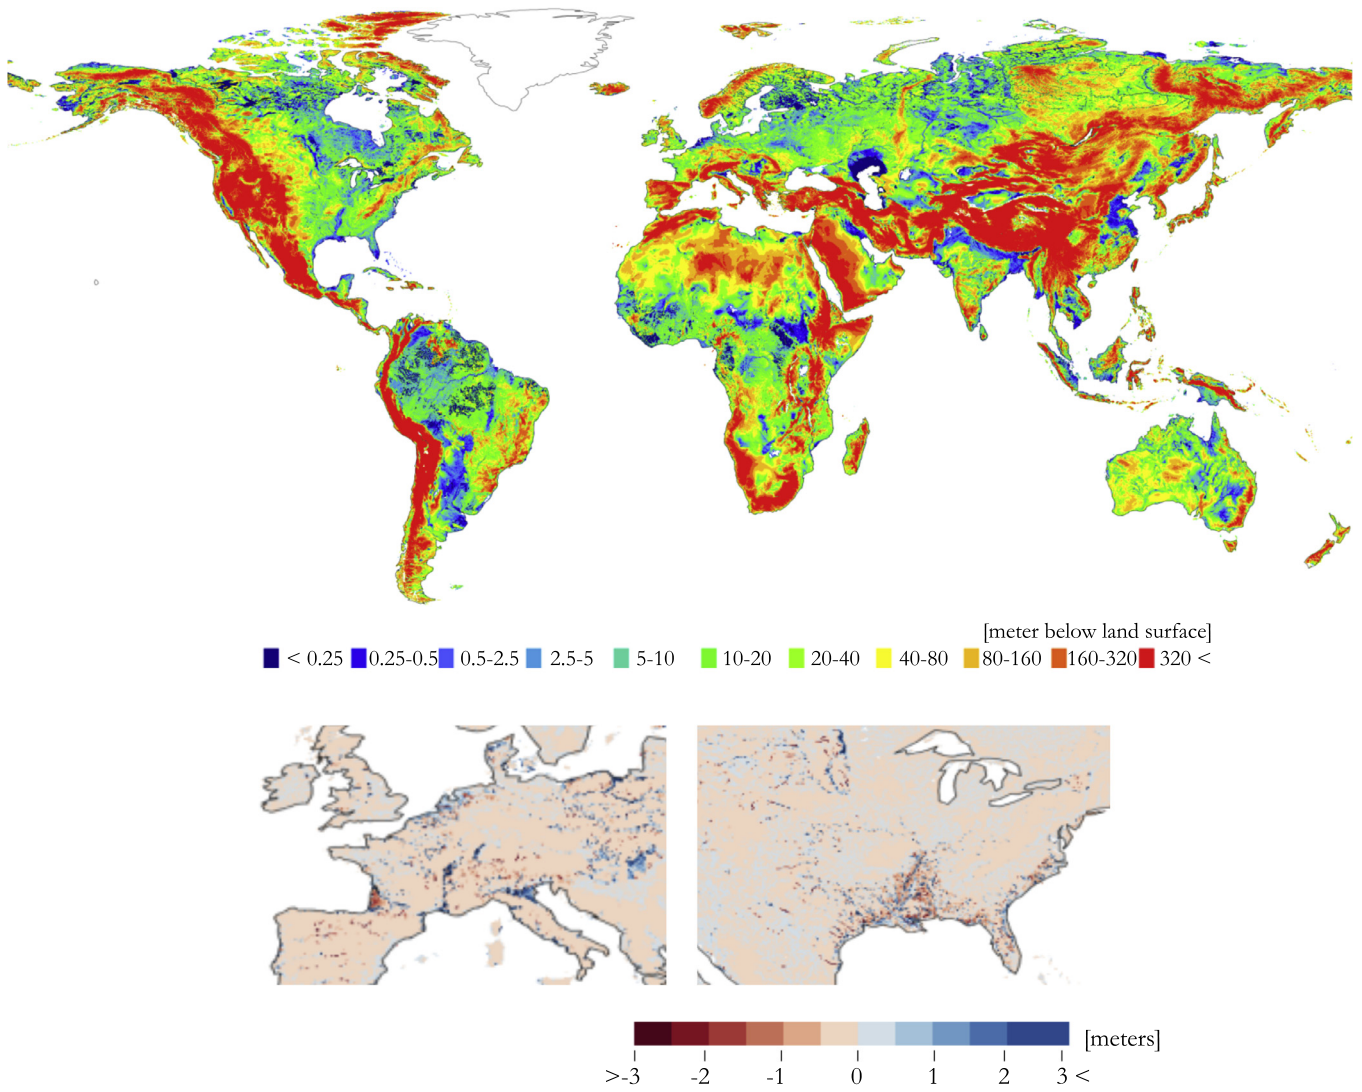 [meter below land surface]
< 0.25 0.25-0.5 0.5-2.5 2.5-5 5-10 10-20 20-40 40-80 80-160 160-320 320 <
[meters]
>-3 -2 -1 0 1 2 3 <